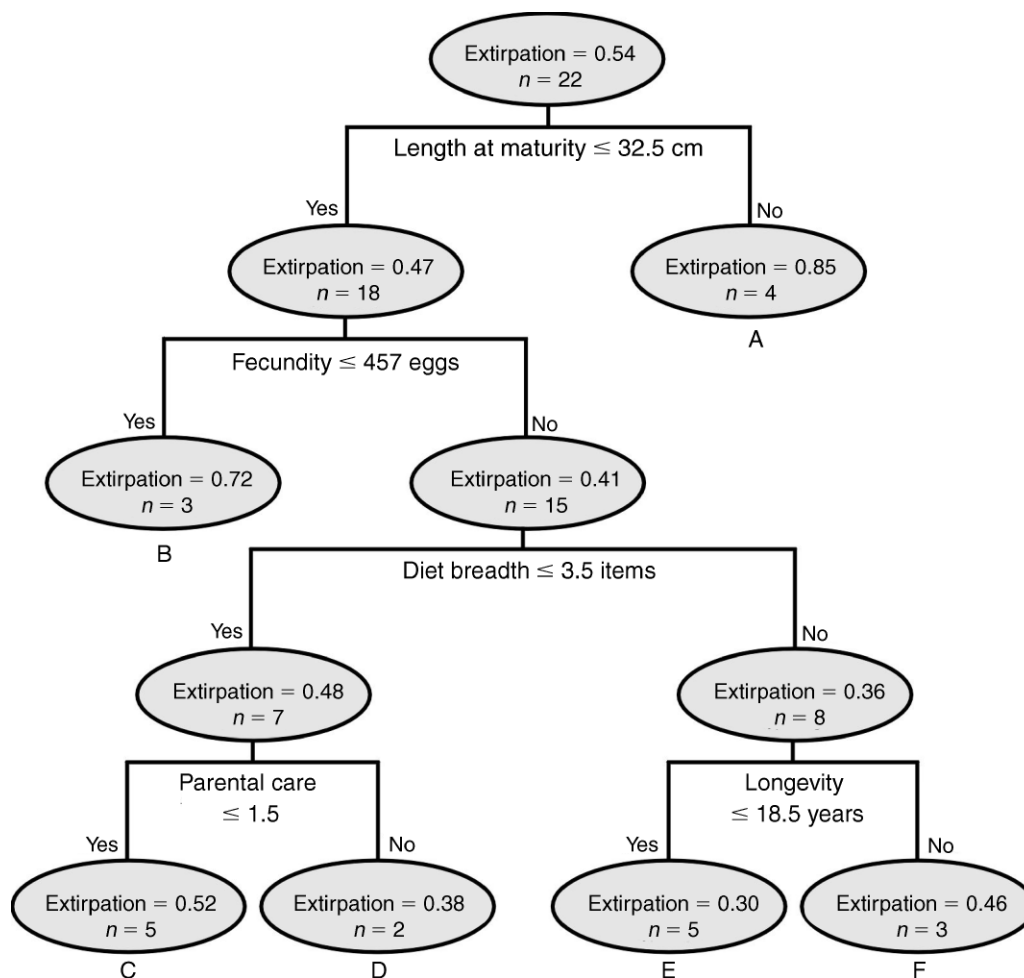 Extirpation = 0.54
n = 22
Length at maturity ≤ 32.5 cm
Yes
No
Extirpation = 0.47
n = 18
Extirpation = 0.85
n = 4
A
Fecundity ≤ 457 eggs
Yes
No
Extirpation = 0.72
n = 3
B
Extirpation = 0.41
n = 15
Diet breadth ≤ 3.5 items
Yes
No
Extirpation = 0.48
n = 7
Extirpation = 0.36
n = 8
Parental care
≤ 1.5
Longevity
≤ 18.5 years
Yes
No
Yes
No
Extirpation = 0.52
n = 5
Extirpation = 0.38
n = 2
Extirpation = 0.30
n = 5
Extirpation = 0.46
n = 3
C
D
E
F